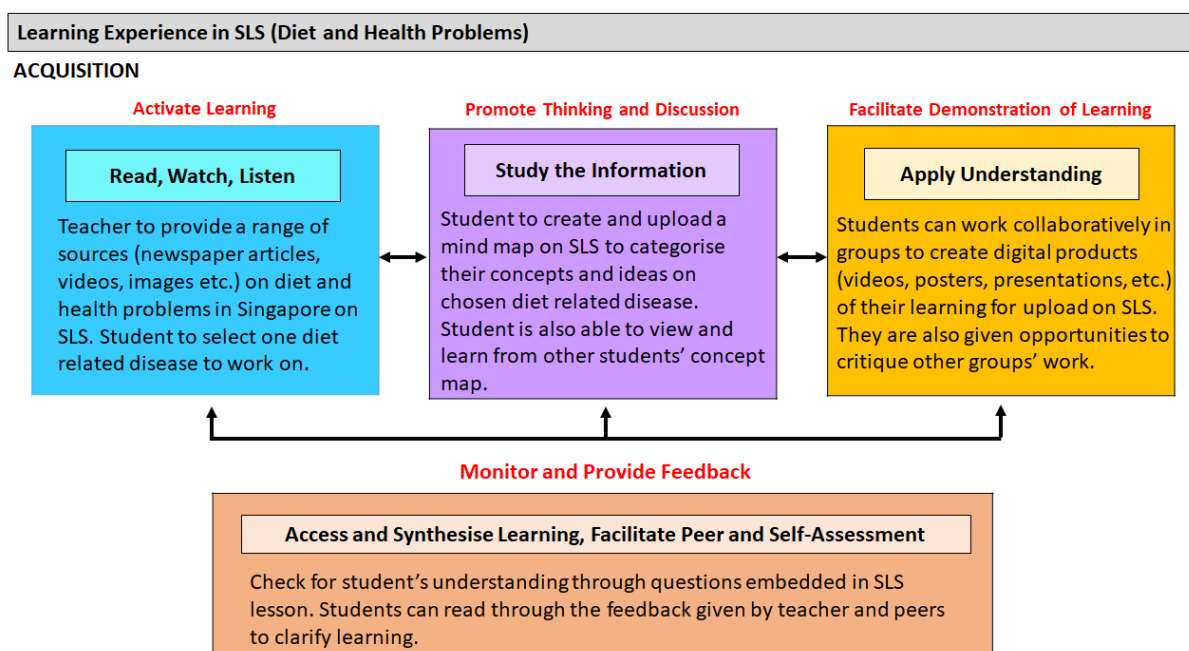 Learning Experience in SLS (Diet and Health Problems)
ACQUISITION
Activate Learning
Read, Watch, Listen
Teacher to provide a range of
sources (newspaper articles,
videos, images etc.) on diet and
health problems in Singapore on
SLS. Student to select one diet
related disease to work on.
Promote Thinking and Discussion
Study the Information
Student to create and upload a
mind map on SLS to categorise
their concepts and ideas on
chosen diet related disease.
Student is also able to view and
learn from other students’ concept
map.
Facilitate Demonstration of Learning
Apply Understanding
Students can work collaboratively in
groups to create digital products
(videos, posters, presentations, etc.)
of their learning for upload on SLS.
They are also given opportunities to
critique other groups’ work.
Monitor and Provide Feedback
Access and Synthesise Learning, Facilitate Peer and Self-Assessment
Check for student’s understanding through questions embedded in SLS
lesson. Students can read through the feedback given by teacher and peers
to clarify learning.